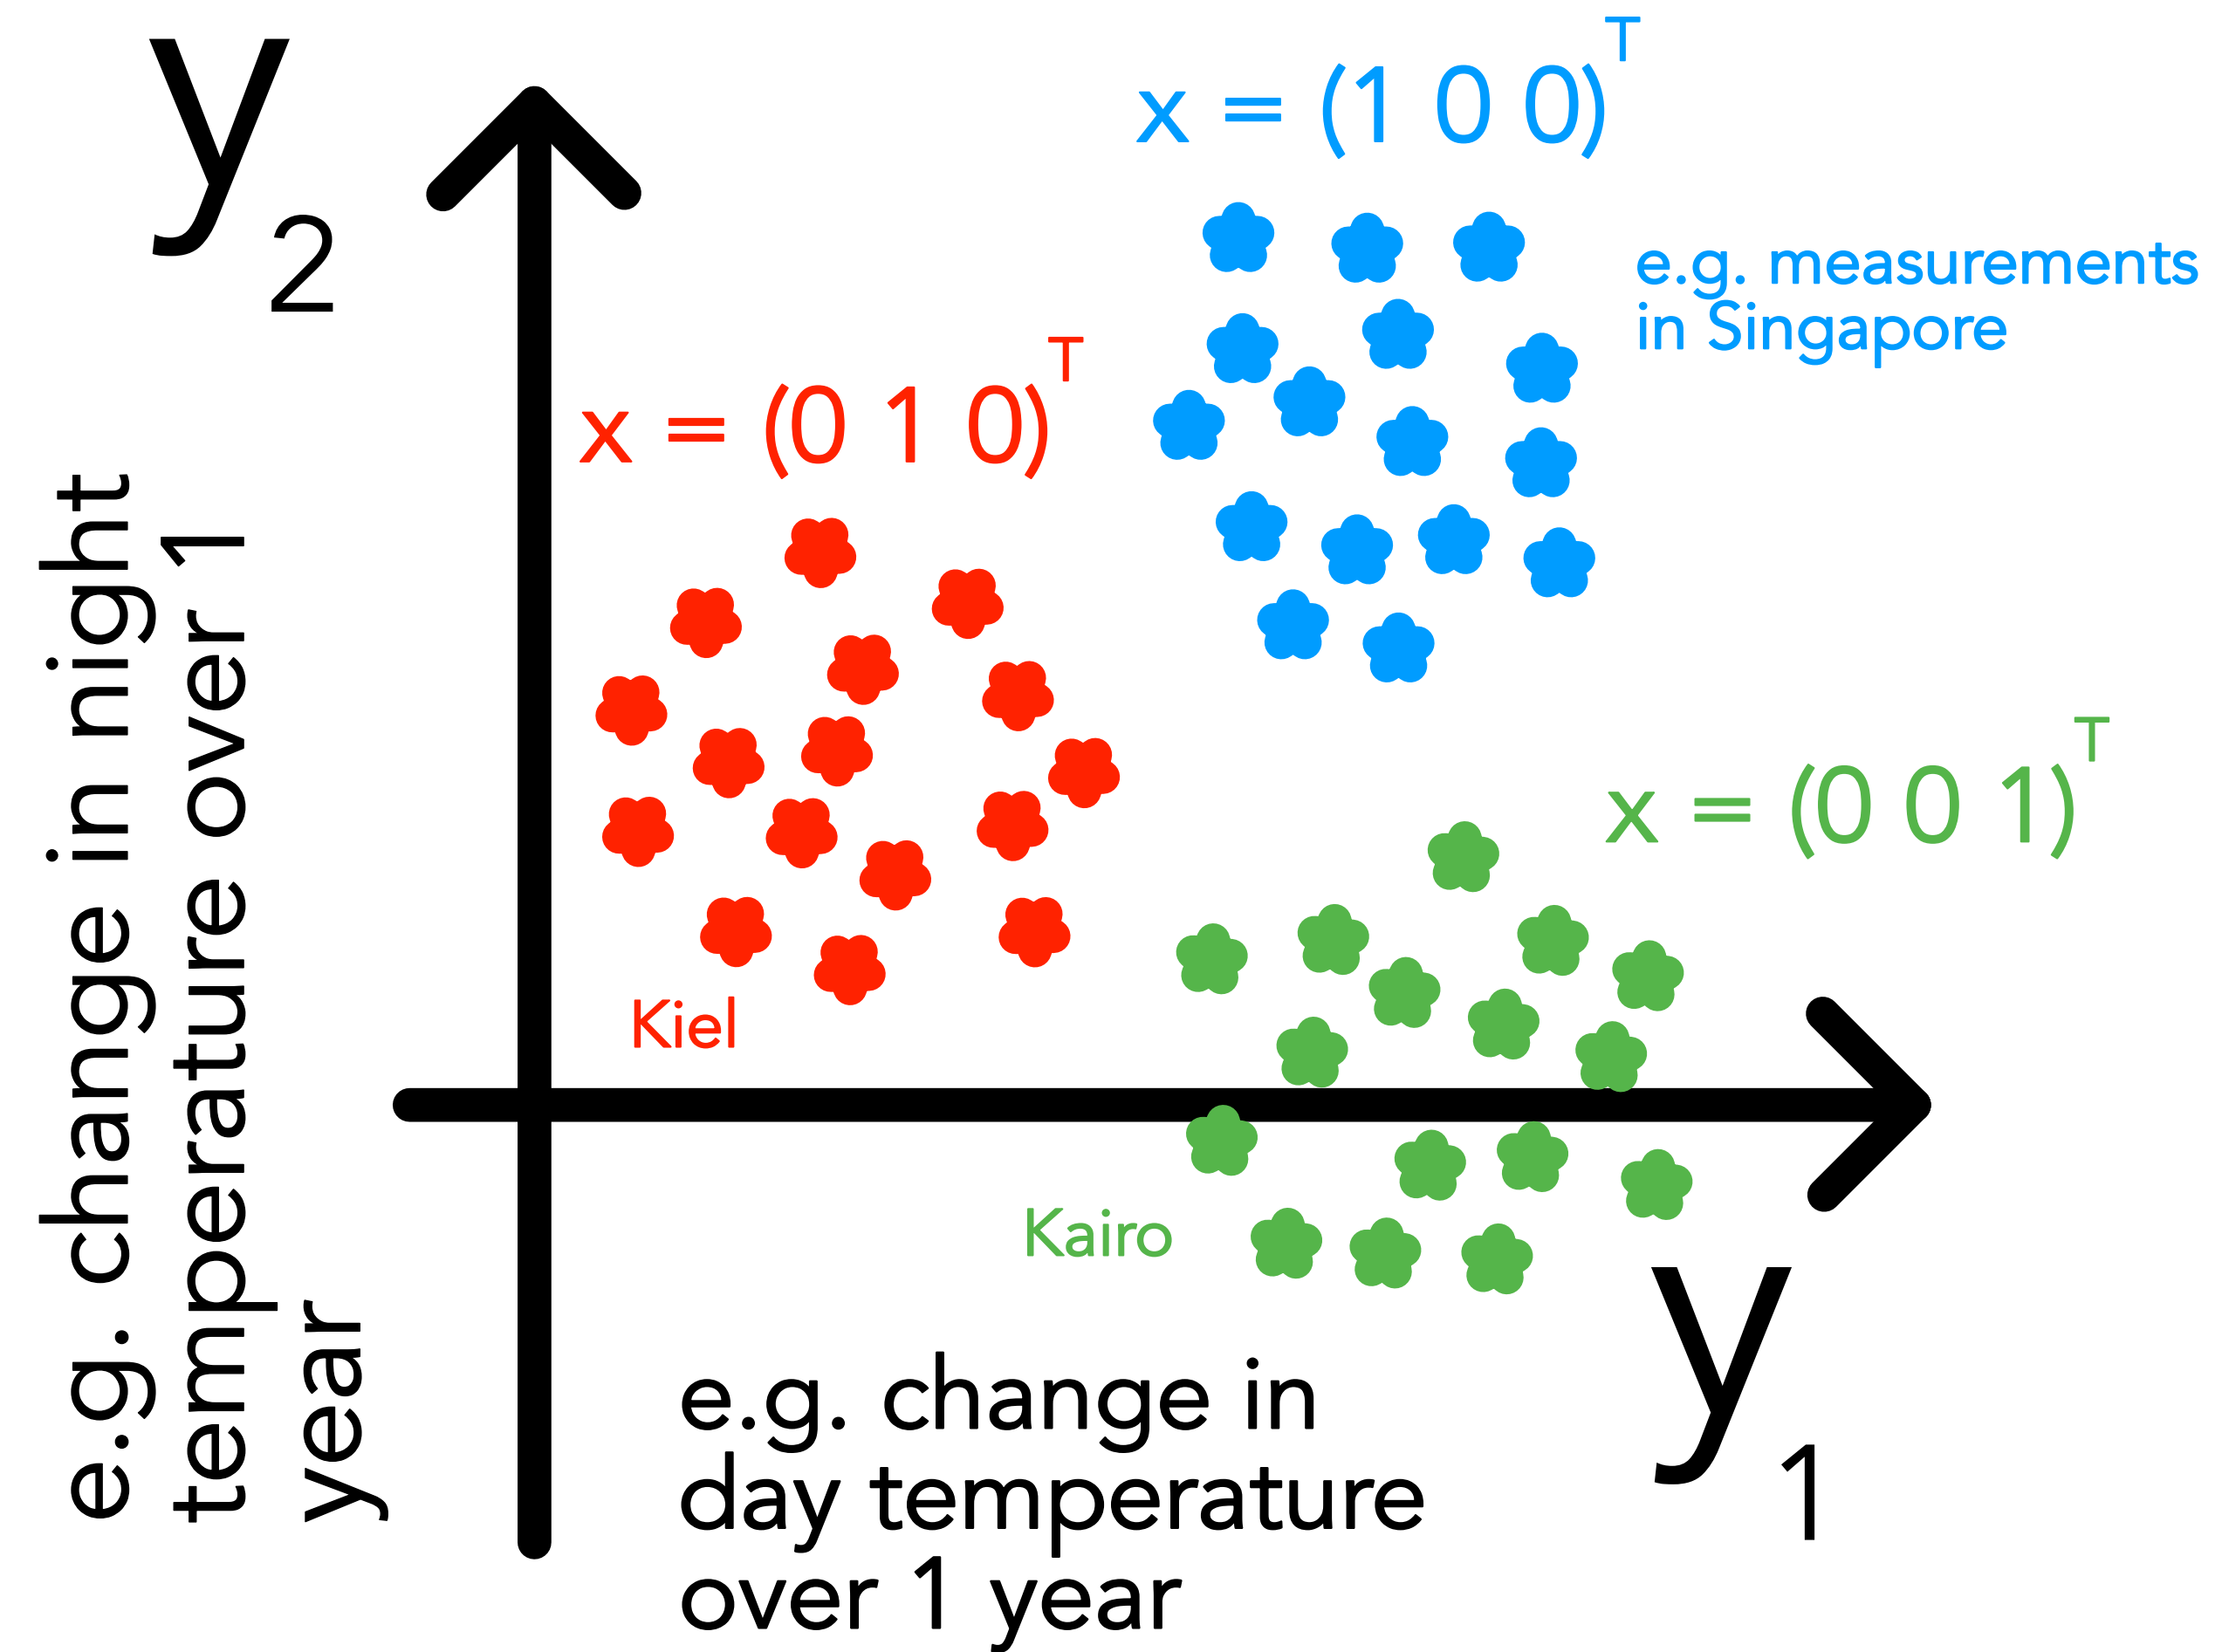 y₂
e.g. change in night
temperature over 1
year
x = (1 0 0)ᵀ
e.g. measurements
in Singapore
x = (0 1 0)ᵀ
Kiel
x = (0 0 1)ᵀ
Kairo
y₁
e.g. change in
day temperature
over 1 year